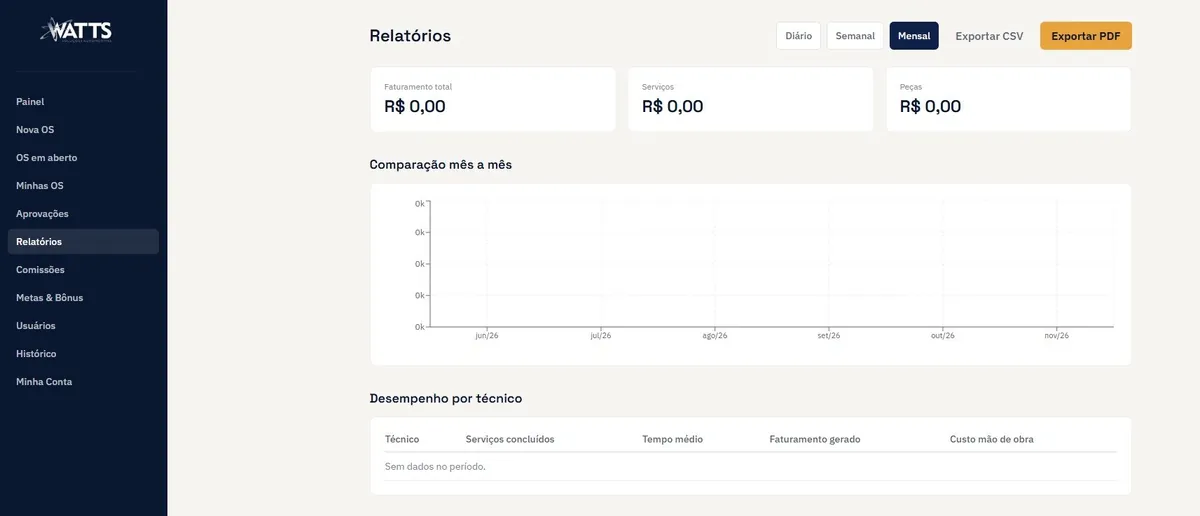 WATTS
Painel
Nova OS
OS em aberto
Minhas OS
Aprovações
Relatórios
Comissões
Metas & Bônus
Usuários
Histórico
Minha Conta
Relatórios
Diário Semanal Mensal Exportar CSV Exportar PDF
Faturamento total Serviços Peças
R$ 0,00 R$ 0,00 R$ 0,00
Comparação mês a mês
0k
0k
0k
0k
0k
jun/26 jul/26 ago/26 set/26 out/26 nov/26
Desempenho por técnico
Técnico Serviços concluídos Tempo médio Faturamento gerado Custo mão de obra
Sem dados no período.